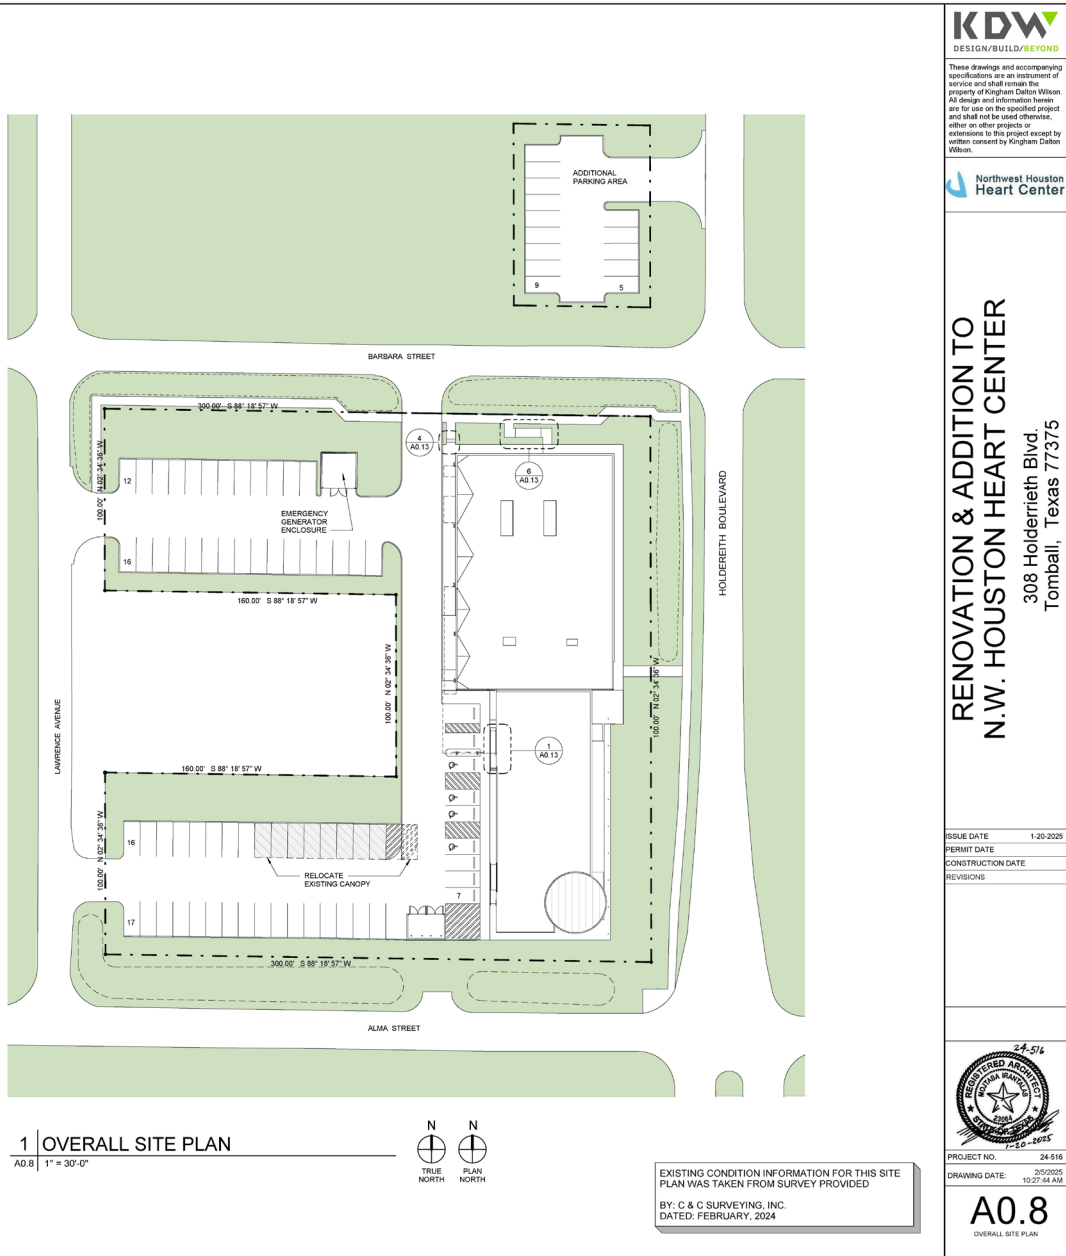 KDW
DESIGN/BUILD/BEYOND
These drawings and accompanying
specifications are an instrument of
service and shall remain the
property of Kingham Dalton Wilson.
All design and information herein
are for use on the specified project
and shall not be used otherwise,
either on other projects or
extensions to this project except by
written consent by Kingham Dalton
Wilson.
Northwest Houston
Heart Center
RENOVATION & ADDITION TO
N.W. HOUSTON HEART CENTER
308 Holderrieth Blvd.
Tomball, Texas 77375
ISSUE DATE 1-20-2025
PERMIT DATE
CONSTRUCTION DATE
REVISIONS
24-516
REGISTERED ARCHITECT
MOJTABA IRANTALAB
23064
STATE OF TEXAS
1-20-2025
PROJECT NO. 24-516
DRAWING DATE: 2/5/2025
10:27:44 AM
A0.8
OVERALL SITE PLAN
ADDITIONAL
PARKING AREA
9
5
BARBARA STREET
300.00' S 88° 18' 57" W
100.00' N 02° 34' 36" W
4
A0.13
6
A0.13
12
EMERGENCY
GENERATOR
ENCLOSURE
16
160.00' S 88° 18' 57" W
HOLDEREITH BOULEVARD
100.00' N 02° 34' 36" W
100.00' N 02° 34' 36" W
LAWRENCE AVENUE
1
A0.13
160.00' S 88° 18' 57" W
100.00' N 02° 34' 36" W
16
RELOCATE
EXISTING CANOPY
7
17
300.00' S 88° 18' 57" W
ALMA STREET
1 OVERALL SITE PLAN
A0.8 1" = 30'-0"
N
TRUE
NORTH
N
PLAN
NORTH
EXISTING CONDITION INFORMATION FOR THIS SITE
PLAN WAS TAKEN FROM SURVEY PROVIDED
BY: C & C SURVEYING, INC.
DATED: FEBRUARY, 2024